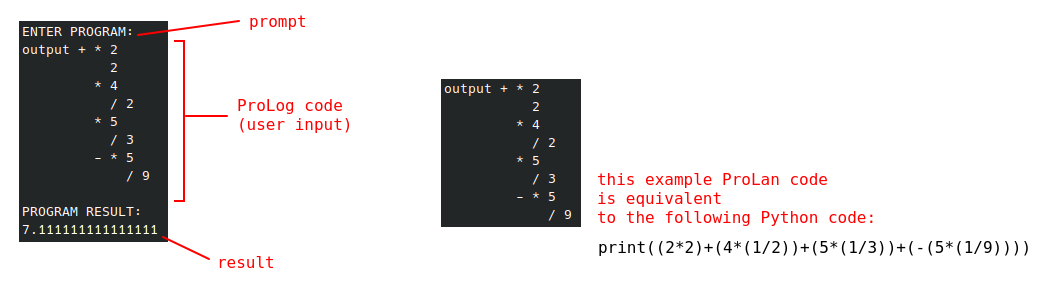 ENTER PROGRAM:
output + * 2
2
* 4
/ 2
* 5
/ 3
- * 5
/ 9
PROGRAM RESULT:
7.111111111111111
prompt
ProLog code
(user input)
result
output + * 2
2
* 4
/ 2
* 5
/ 3
- * 5
/ 9
this example ProLan code
is equivalent
to the following Python code:
print((2*2)+(4*(1/2))+(5*(1/3))+(-(5*(1/9))))